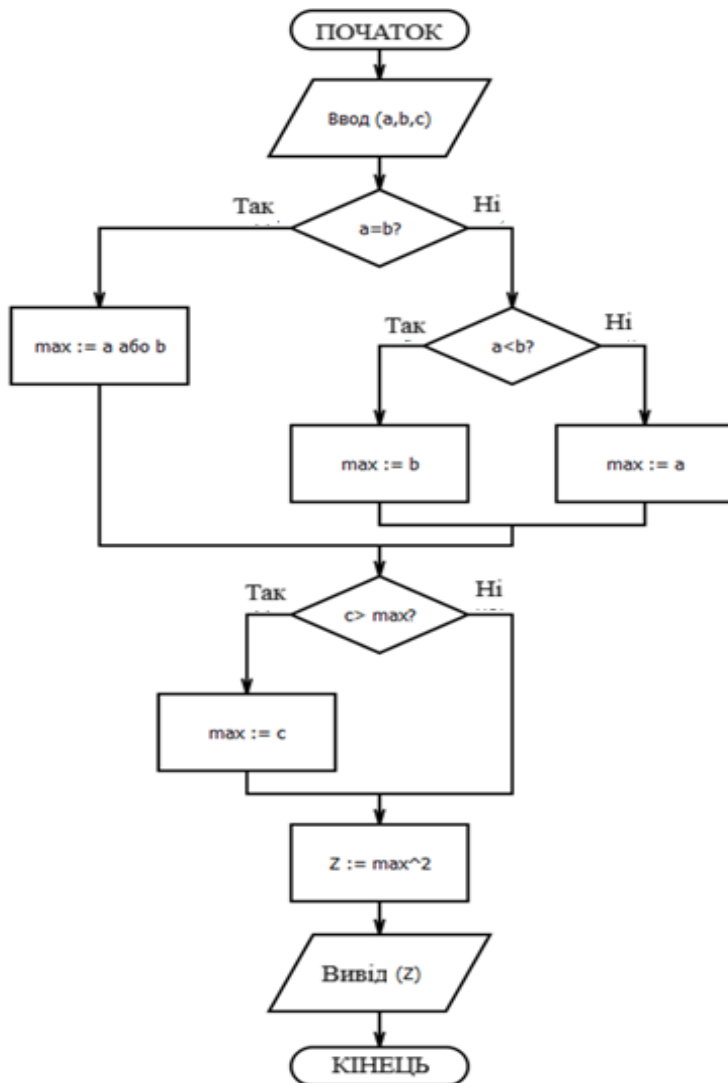 ПОЧАТОК
Ввод (a,b,c)
Так
Ні
a=b?
max := a або b
Так
Ні
a<b?
max := b
max := a
Так
Ні
c> max?
max := c
Z := max^2
Вивід (Z)
КІНЕЦЬ